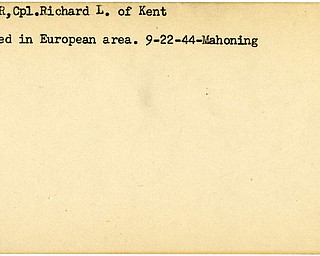 R,Cpl.Richard L. of Kent
ed in European area. 9-22-44-Mahoning